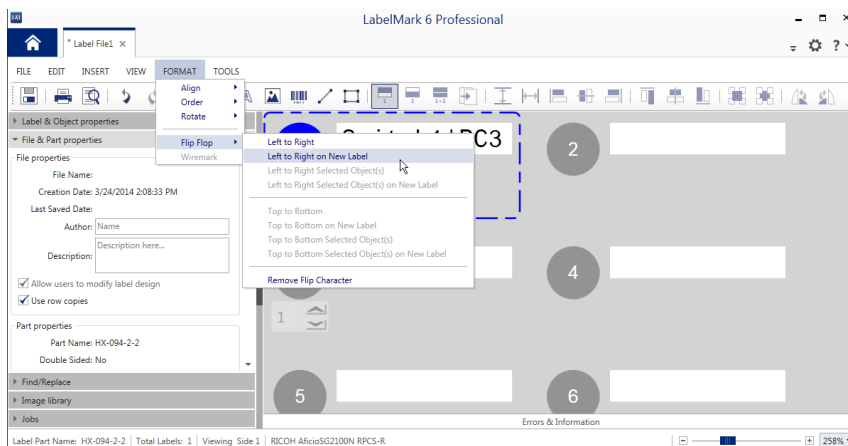 LabelMark 6 Professional
* Label File1 ×
FILE EDIT INSERT VIEW FORMAT TOOLS
Align
Order
Rotate
Flip Flop
Wiremark
Left to Right
Left to Right on New Label
Left to Right Selected Object(s)
Left to Right Selected Object(s) on New Label
Top to Bottom
Top to Bottom on New Label
Top to Bottom Selected Object(s)
Top to Bottom Selected Object(s) on New Label
Remove Flip Character
Label & Object properties
File & Part properties
File properties
File Name:
Creation Date: 3/24/2014 2:08:33 PM
Last Saved Date:
Author: Name
Description: Description here...
Allow users to modify label design
Use row copies
Part properties
Part Name: HX-094-2-2
Double Sided: No
Find/Replace
Image library
Jobs
PC3
2
4
1
5
6
Errors & Information
Label Part Name: HX-094-2-2 Total Labels: 1 Viewing Side 1 RICOH AficioSG2100N RPCS-R 258%